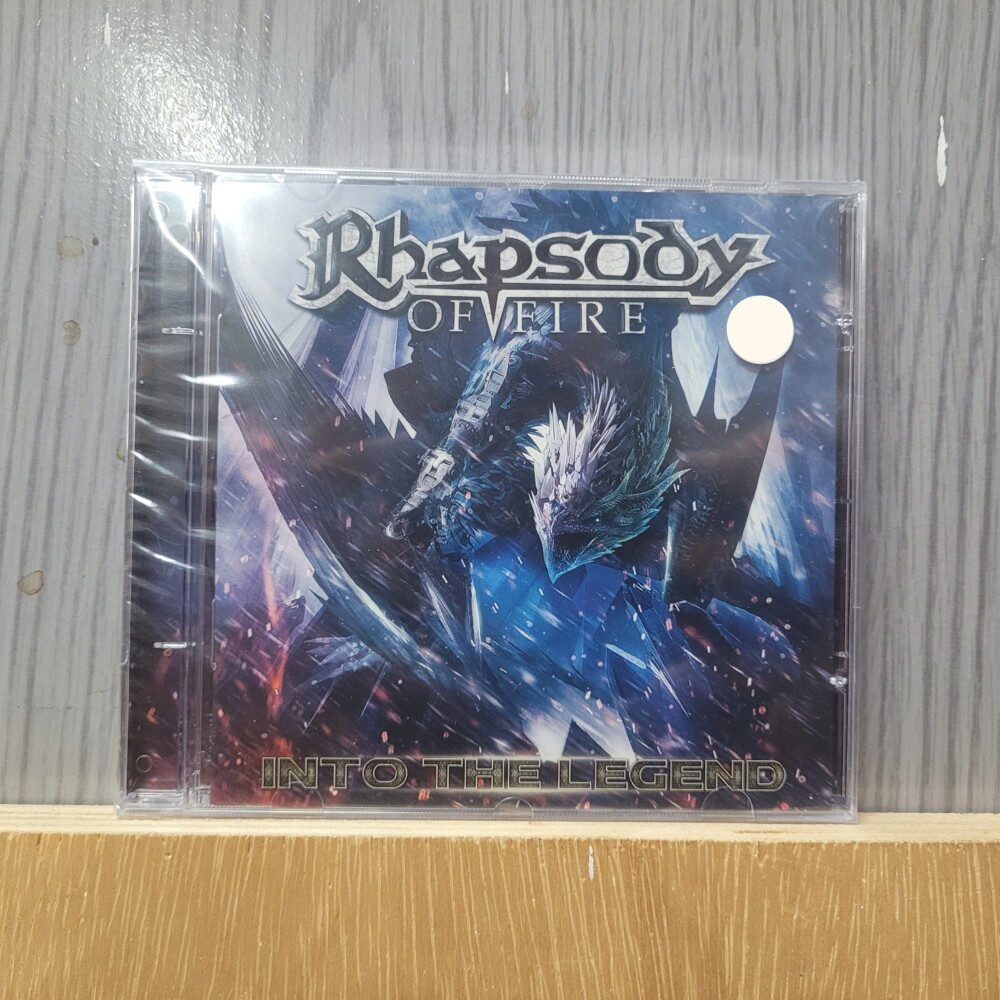 Rhapsody
OF FIRE
INTO THE LEGEND